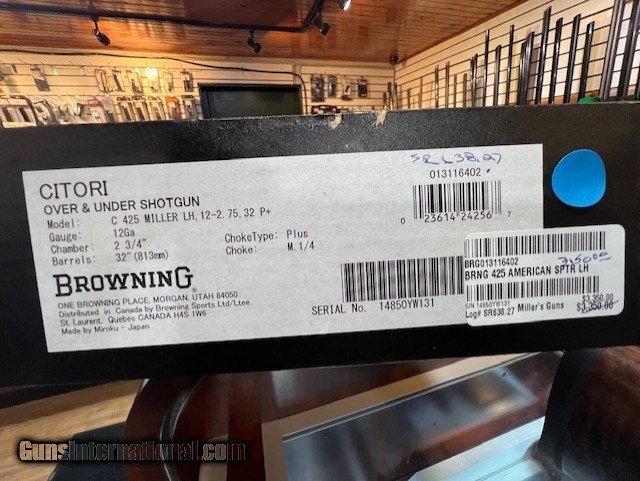 SR L38.27
013116402
CITORI
OVER & UNDER SHOTGUN
Model: C 425 MILLER LH, 12-2.75, 32 P+
Gauge: 12Ga ChokeType: Plus
Chamber: 2 3/4" Choke: M.1/4
Barrels: 32"(813mm)
0 23614 24256 7
BROWNING
ONE BROWNING PLACE, MORGAN, UTAH 84050
Distributed in Canada by Browning Sports Ltd/Ltee
St. Laurent, Quebec CANADA H4S 1W6
Made by Miroku - Japan
SERIAL No. 14850YW131
BRG013116402
BRNG 425 AMERICAN SPTR LH
S/N 14850YW131
Log# SR638.27 Miller's Guns
$3,350.00
$3,350.00
GunsInternational.com